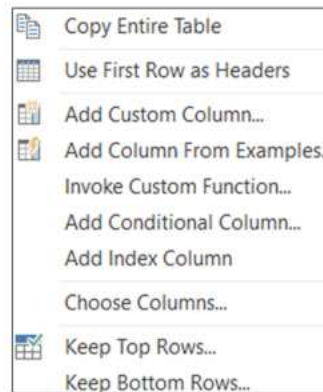 Copy Entire Table
Use First Row as Headers
Add Custom Column...
Add Column From Examples.
Invoke Custom Function...
Add Conditional Column...
Add Index Column
Choose Columns...
Keep Top Rows...
Keep Bottom Rows...